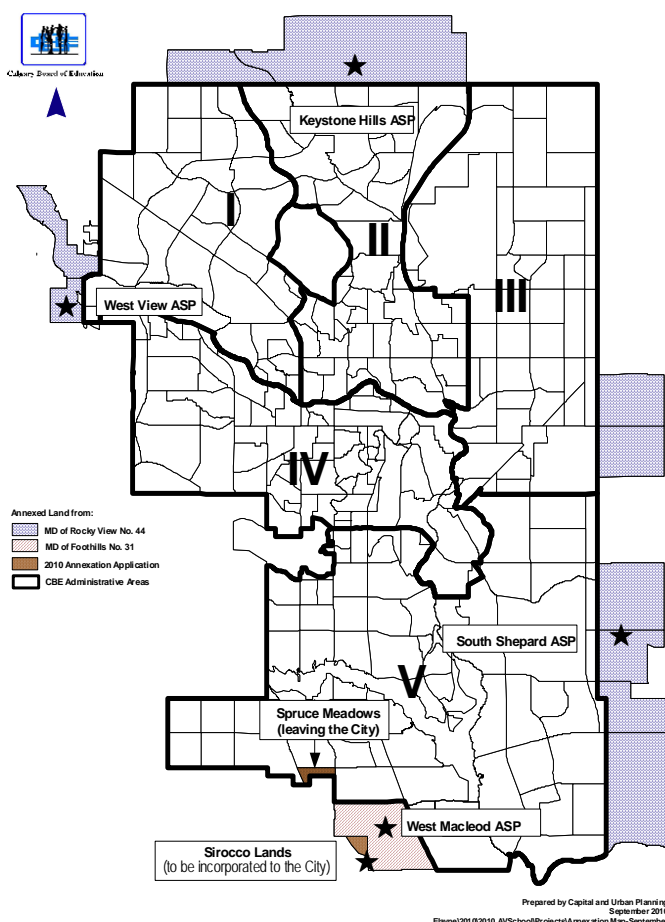 Calgary Board of Education
Keystone Hills ASP
I
II
III
West View ASP
IV
Annexed Land from:
MD of Rocky View No. 44
MD of Foothills No. 31
2010 Annexation Application
CBE Administrative Areas
South Shepard ASP
V
Spruce Meadows
(leaving the City)
West Macleod ASP
Sirocco Lands
(to be incorporated to the City)
Prepared by Capital and Urban Planning
September 2010